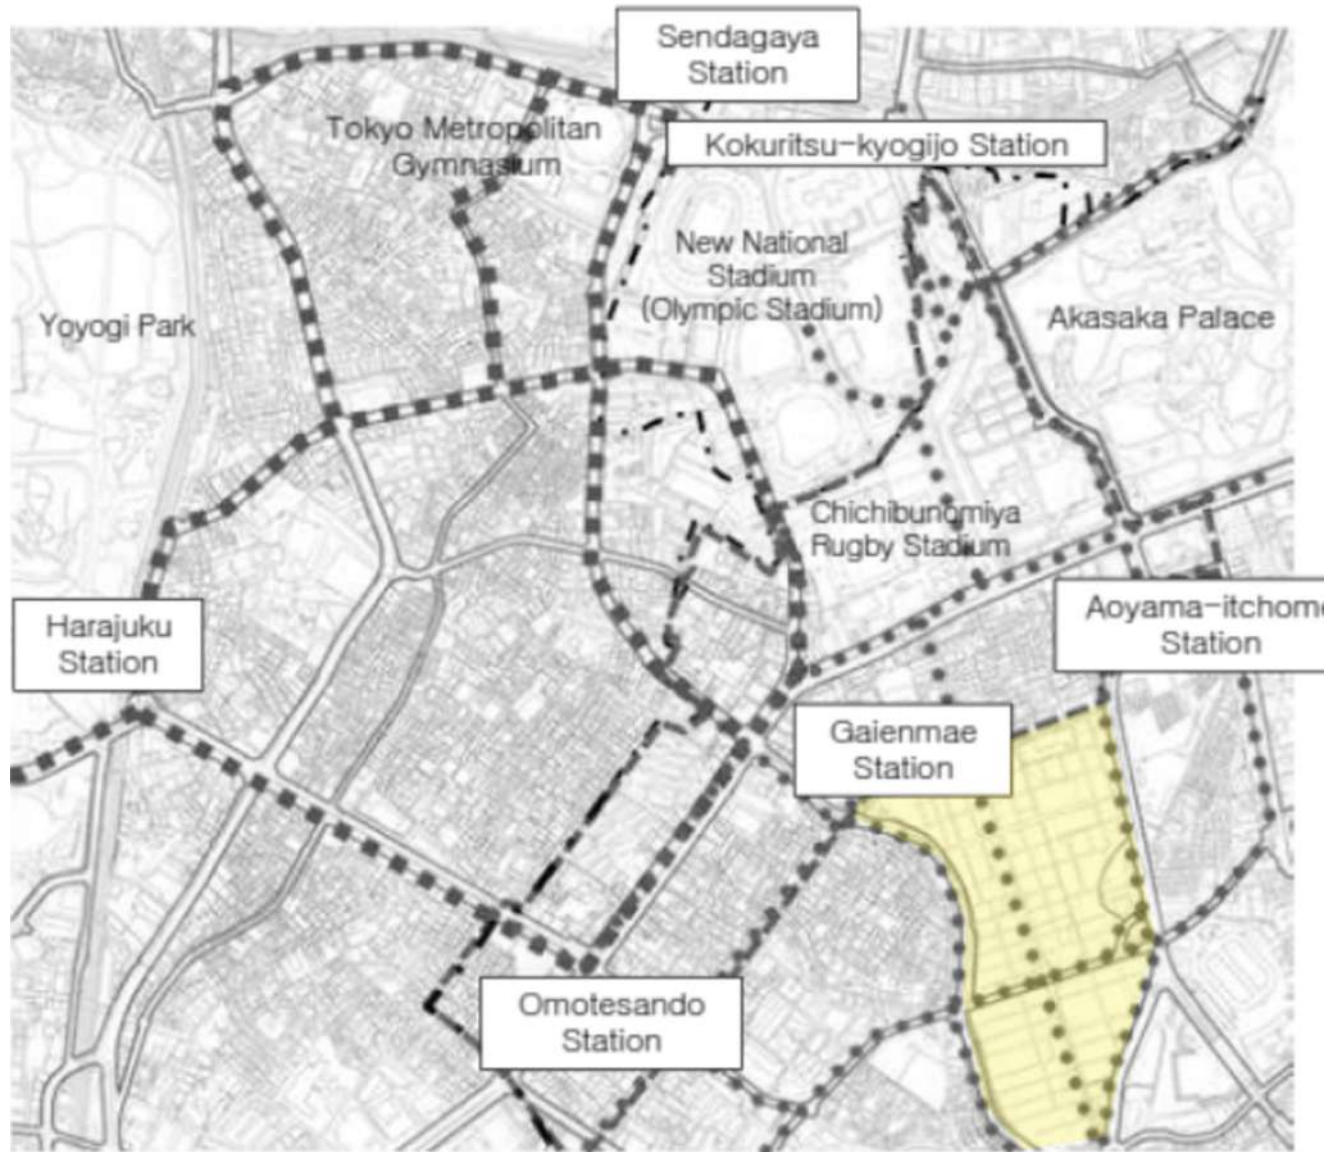 Sendagaya
Station
Tokyo Metropolitan
Gymnasium
Kokuritsu-kyogijo Station
New National
Stadium
(Olympic Stadium)
Yoyogi Park
Akasaka Palace
Chichibunomiya
Rugby Stadium
Harajuku
Station
Aoyama-itchome
Station
Gaienmae
Station
Omotesando
Station